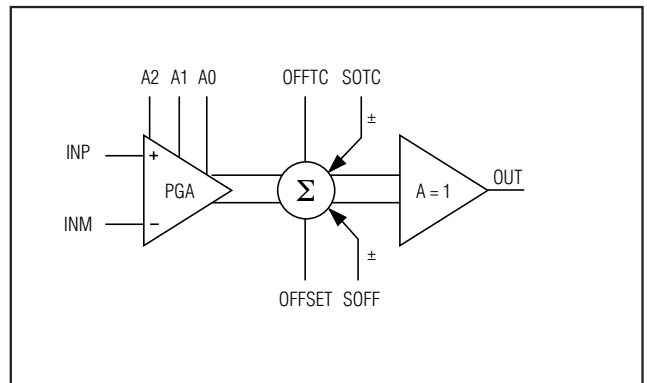 A2 A1 A0 OFFTC SOTC
±
INP + PGA Σ A = 1 OUT
INM −
±
OFFSET SOFF